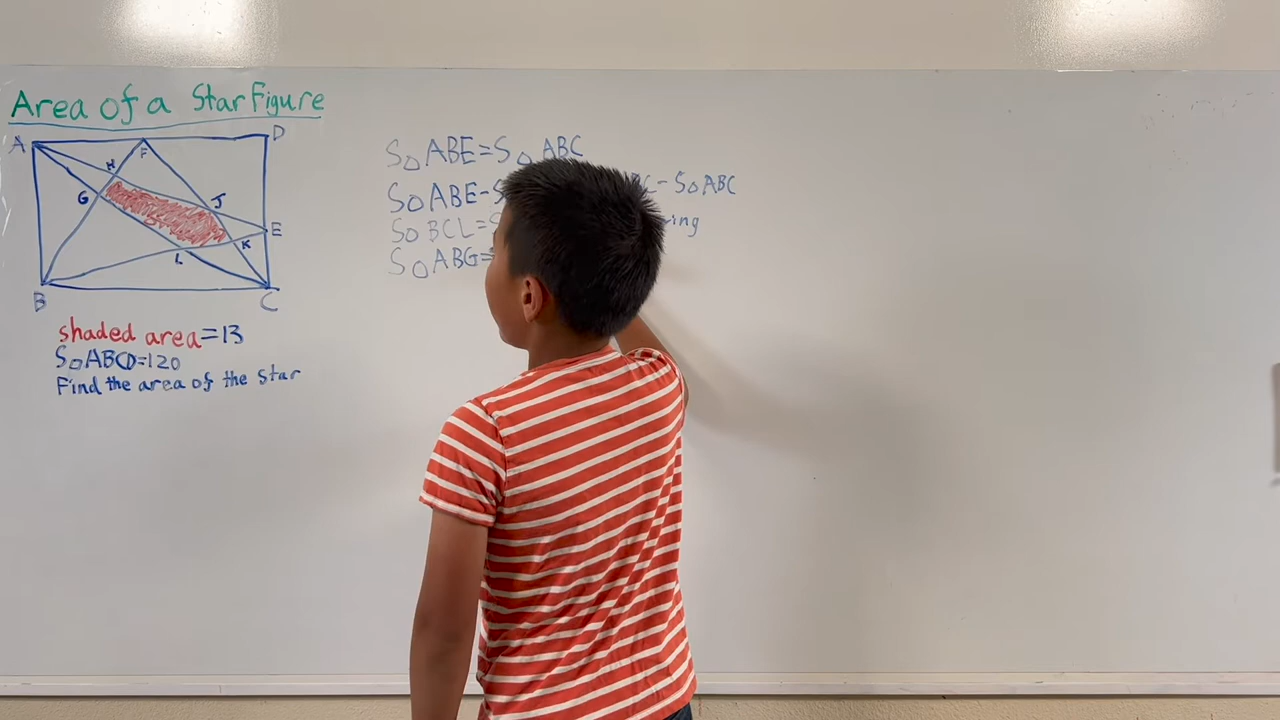 Area of a Star Figure
A
F
D
H
G
J
E
K
L
B
C
shaded area=13
S□ABCD=120
Find the area of the star
S△ABE=S△ABC
S△ABE-S C-S△ABC
S△BCL=S
S△ABG=